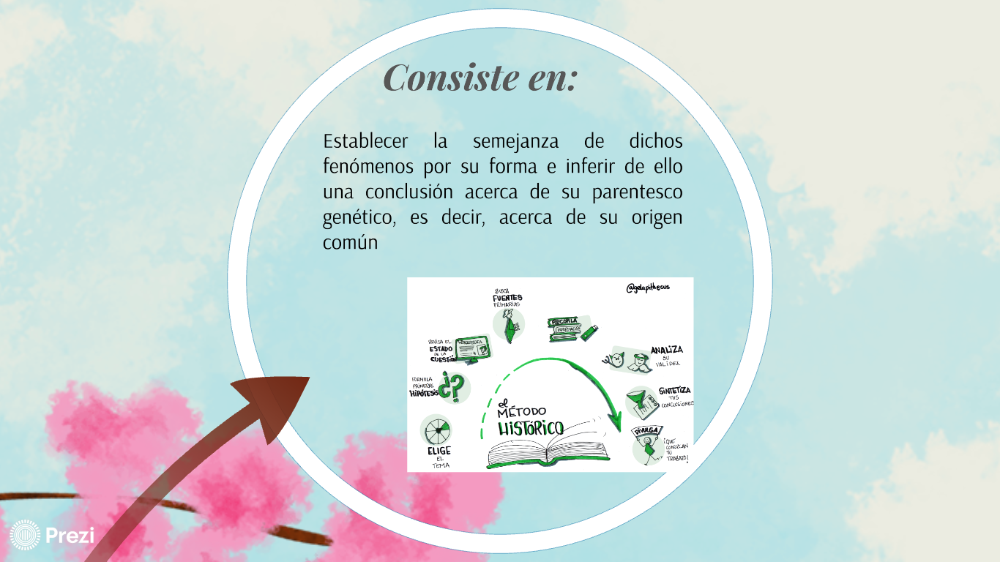 Consiste en:
Establecer la semejanza de dichos
fenómenos por su forma e inferir de ello
una conclusión acerca de su parentesco
genético, es decir, acerca de su origen
común
@gelapithecus
BUSCA
FUENTES
PRIMARIAS
RECOPILA
INFORMACIÓN
REVISA EL
ESTADO
DE LA
CUESTIÓN
WIKIPEDIA
ANALIZA
SU
VALIDEZ
FORMULA
PRIMERAS
HIPÓTESIS
¿?
SINTETIZA
TUS
CONCLUSIONES
el
MÉTODO
HISTÓRICO
ELIGE
EL
TEMA
DIVULGA
¡QUE
CONOZCAN
TU
TRABAJO!
Prezi